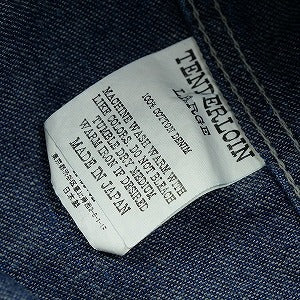 TENDERLOIN
LARGE
100% COTTON DENIM
MACHINE WASH WARM WITH
LIKE COLORS. DO NOT BLEACH
TUMBLE DRY MEDIUM
WARM IRON IF DESIRED
MADE IN JAPAN
日本製